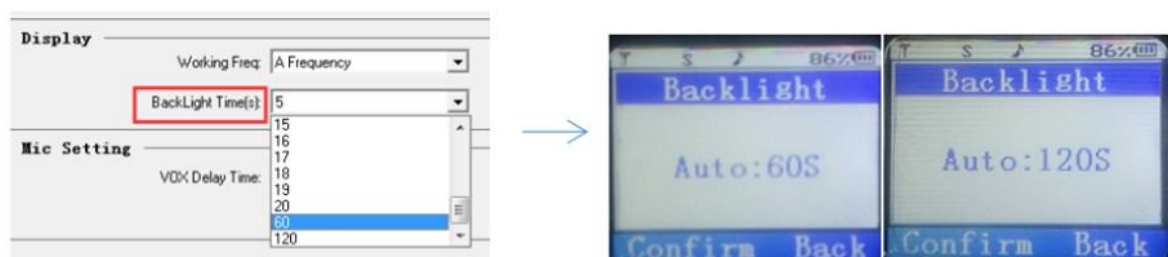 Display
Working Freq: A Frequency
BackLight Time(s): 5
15
16
17
18
19
20
60
120
Mic Setting
VOX Delay Time:
S 86%
Backlight
Auto:60S
Confirm Back
S 86%
Backlight
Auto:120S
Confirm Back